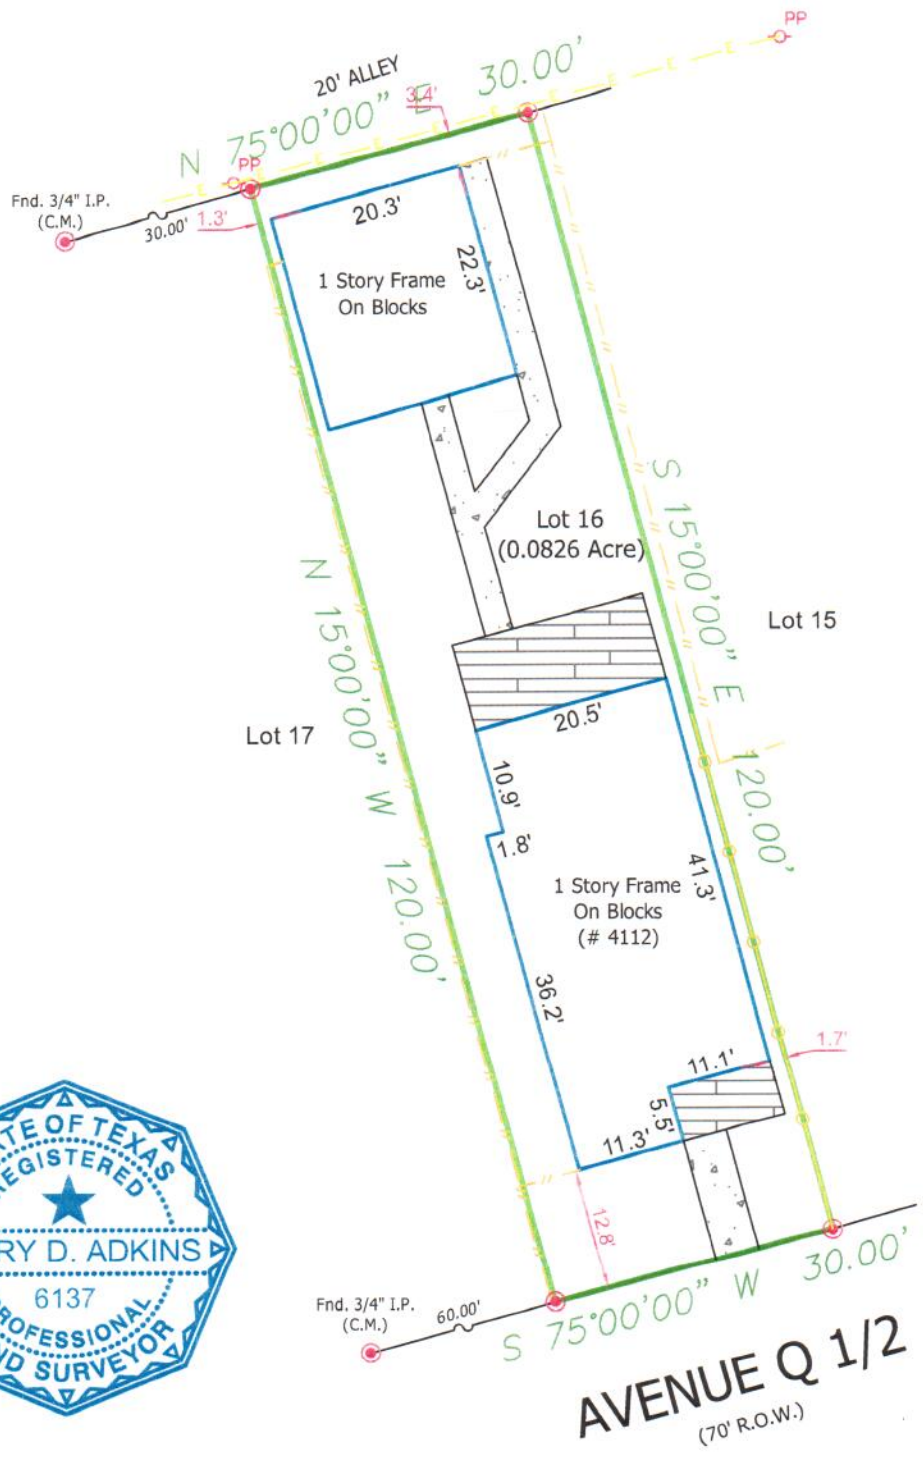 PP
20' ALLEY
N 75°00'00" E 30.00'
3.4'
E E E E E E E E
PP
Fnd. 3/4" I.P.
(C.M.)
30.00'
1.3'
20.3'
22.3'
1 Story Frame
On Blocks
Lot 16
(0.0826 Acre)
S 15°00'00" E 120.00'
Lot 15
N 15°00'00" W 120.00'
Lot 17
20.5'
10.9'
1.8'
41.3'
1 Story Frame
On Blocks
(# 4112)
36.2'
1.7'
11.1'
5.5'
11.3'
12.8'
TE OF TEXAS
EGISTERED
RY D. ADKINS
6137
ROFESSIONAL
ND SURVEYOR
Fnd. 3/4" I.P.
(C.M.)
60.00'
S 75°00'00" W 30.00'
AVENUE Q 1/2
(70' R.O.W.)